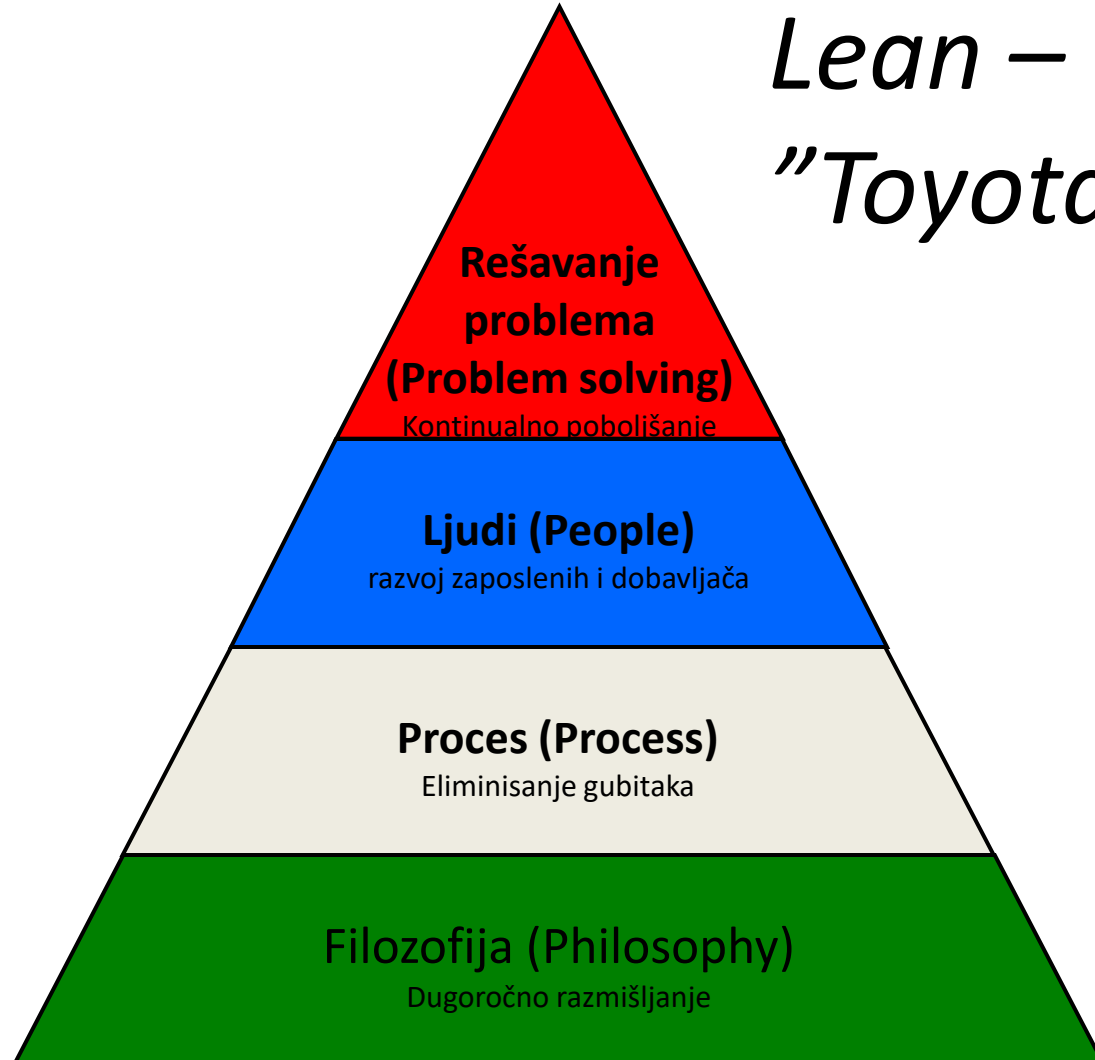 Lean –
”Toyota
Rešavanje
problema
(Problem solving)
Kontinualno poboljšanje
Ljudi (People)
razvoj zaposlenih i dobavljača
Proces (Process)
Eliminisanje gubitaka
Filozofija (Philosophy)
Dugoročno razmišljanje